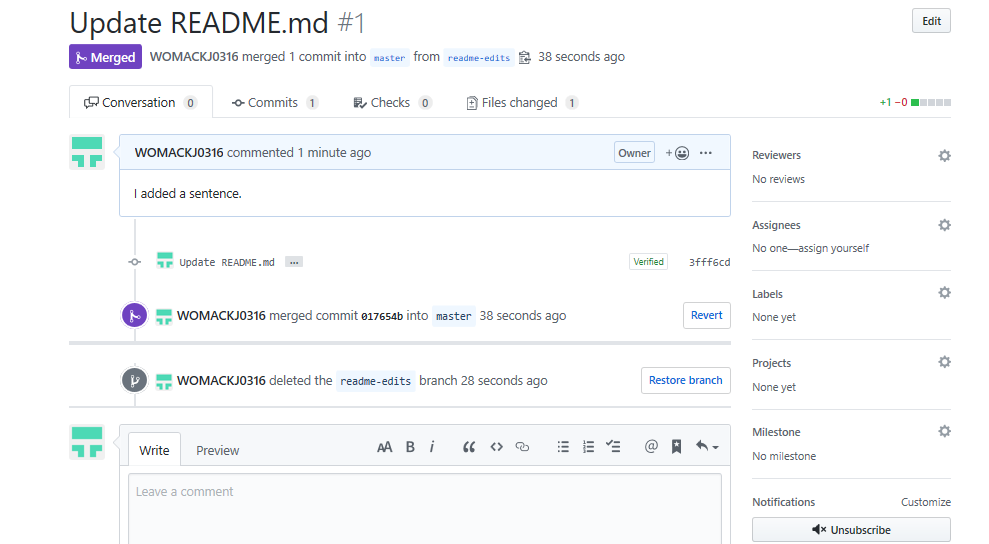 Update README.md #1
Edit
Merged WOMACKJ0316 merged 1 commit into master from readme-edits 38 seconds ago
Conversation 0 Commits 1 Checks 0 Files changed 1 +1 −0
WOMACKJ0316 commented 1 minute ago Owner +
I added a sentence.
Update README.md ... Verified 3fff6cd
WOMACKJ0316 merged commit 017654b into master 38 seconds ago Revert
WOMACKJ0316 deleted the readme-edits branch 28 seconds ago Restore branch
Write Preview AA B i “ <> @
Leave a comment
Reviewers
No reviews
Assignees
No one—assign yourself
Labels
None yet
Projects
None yet
Milestone
No milestone
Notifications Customize
Unsubscribe